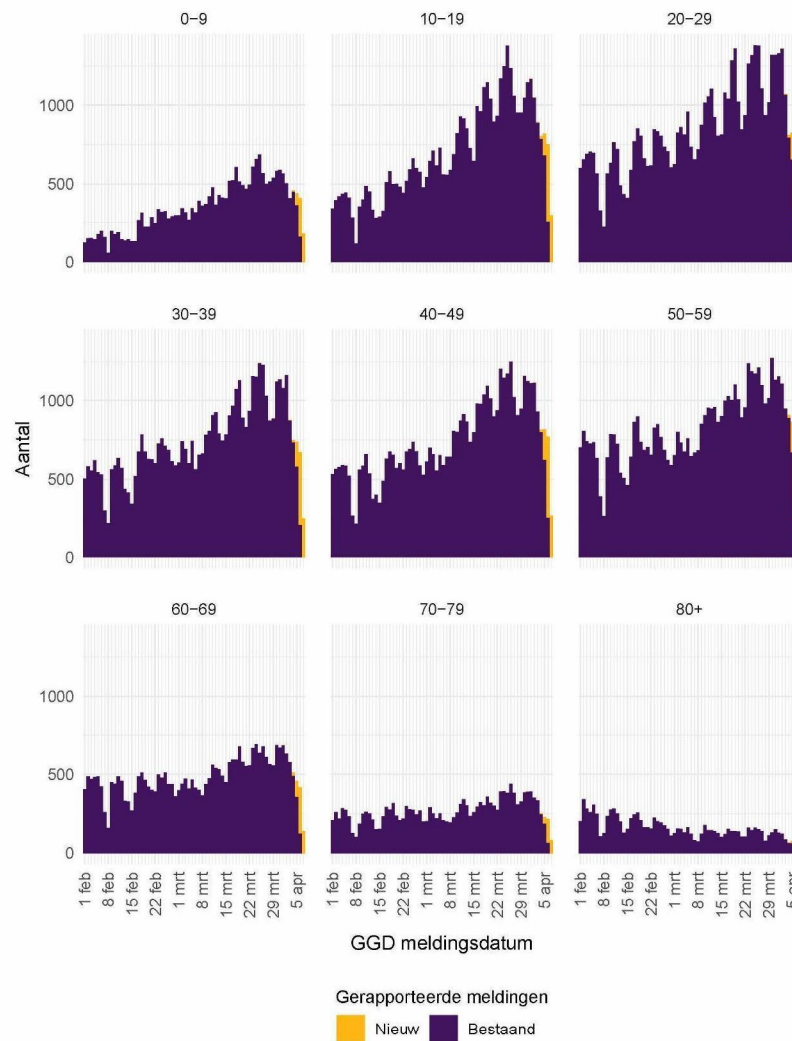 0−9 10−19 20−29
1000
500
0
30−39 40−49 50−59
1000
500
0
Aantal
60−69 70−79 80+
1000
500
0
1 feb 8 feb 15 feb 22 feb 1 mrt 8 mrt 15 mrt 22 mrt 29 mrt 5 apr 1 feb 8 feb 15 feb 22 feb 1 mrt 8 mrt 15 mrt 22 mrt 29 mrt 5 apr 1 feb 8 feb 15 feb 22 feb 1 mrt 8 mrt 15 mrt 22 mrt 29 mrt 5 apr
GGD meldingsdatum
Gerapporteerde meldingen
Nieuw Bestaand